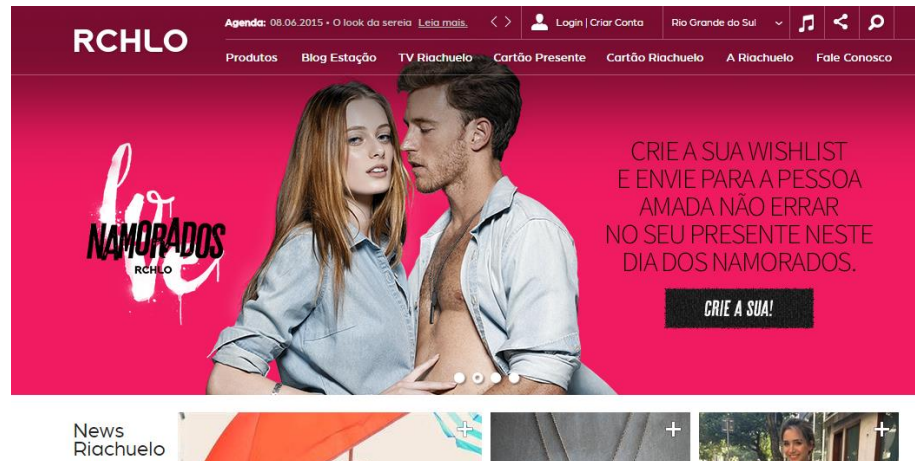 RCHLO
Agenda: 08.06.2015 • O look da sereia Leia mais.
Login | Criar Conta
Rio Grande do Sul
Produtos Blog Estação TV Riachuelo Cartão Presente Cartão Riachuelo A Riachuelo Fale Conosco
love
NAMORADOS
RCHLO
CRIE A SUA WISHLIST
E ENVIE PARA A PESSOA
AMADA NÃO ERRAR
NO SEU PRESENTE NESTE
DIA DOS NAMORADOS.
CRIE A SUA!
News
Riachuelo